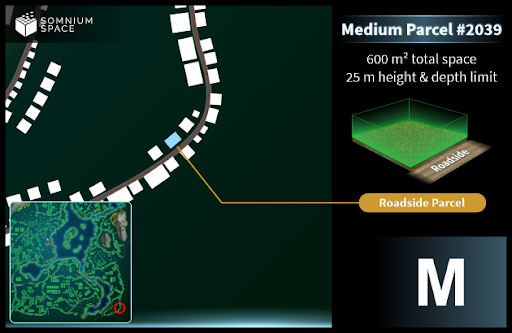 SOMNIUM
SPACE
Medium Parcel #2039
600 m² total space
25 m height & depth limit
Roadside
Roadside Parcel
M